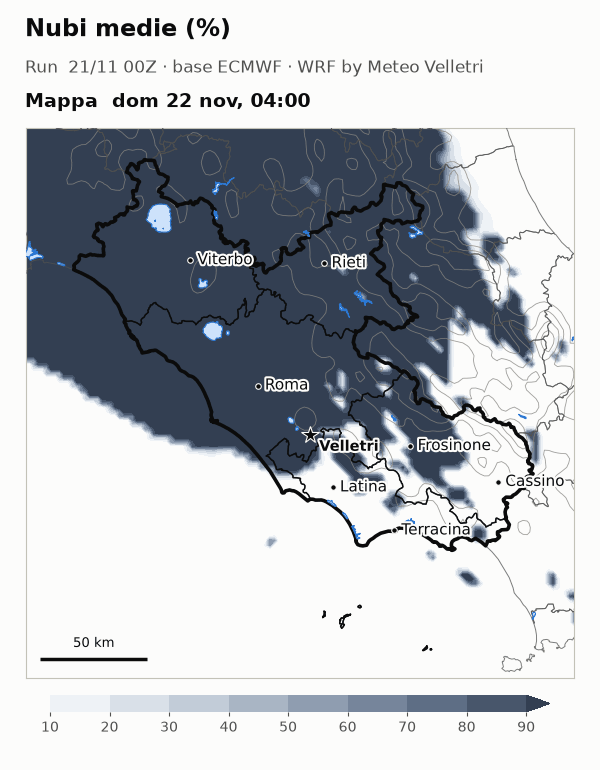 Nubi medie (%)
Run 21/11 00Z · base ECMWF · WRF by Meteo Velletri
Mappa dom 22 nov, 04:00
Viterbo
Rieti
Roma
Velletri
Frosinone
Latina
Cassino
Terracina
50 km
10 20 30 40 50 60 70 80 90